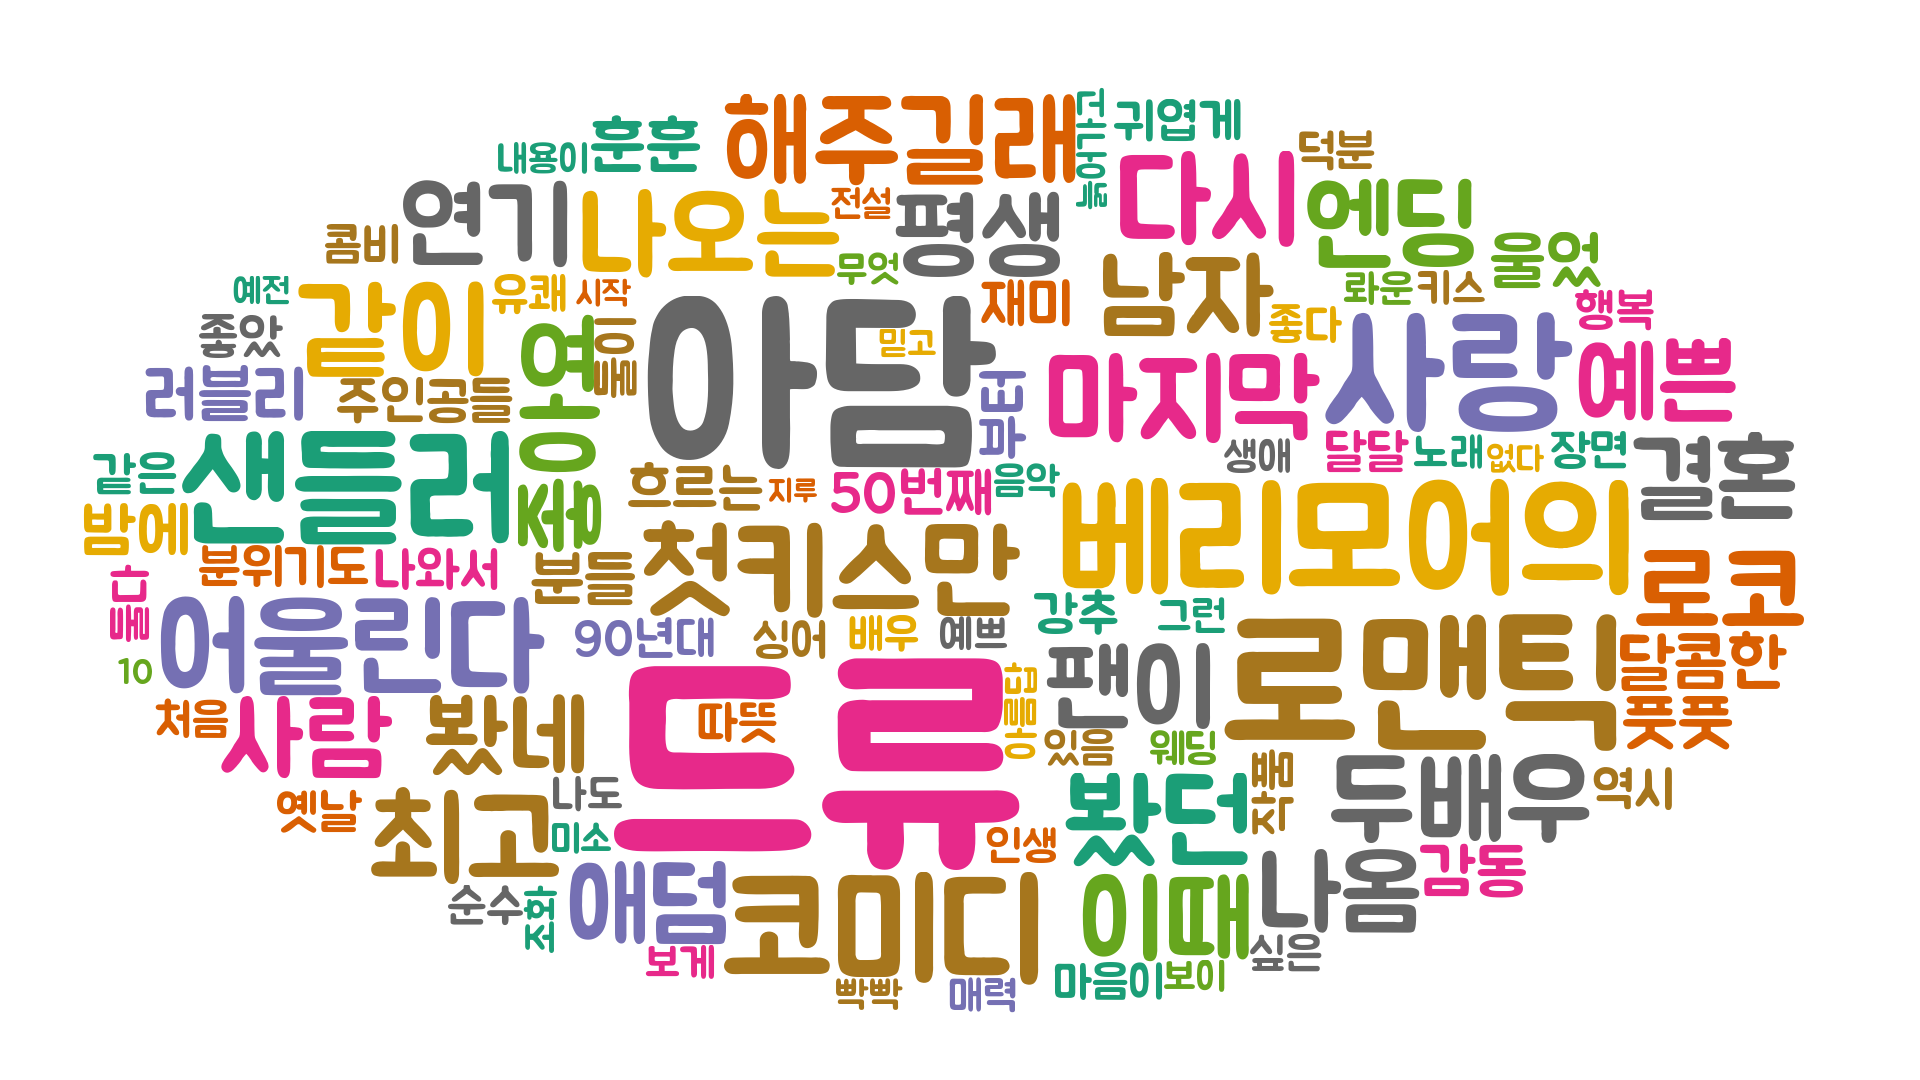 해주길래
귀엽게
덕분
내용이
훈훈
다시
엔딩
연기
나오는
전설
평생
콤비
무엇
남자
울었
예전
같이
유쾌
시작
재미
키스
행복
좋았
아담
믿고
좋다
사랑
예쁜
러블리
주인공들
마지막
생애
달달
노래
없다
장면
결혼
같은
샌들러
흐르는
지루
50번째
음악
베리모어의
밤에
분위기도
나와서
분들
첫키스만
로코
어울린다
90년대
싱어
배우
예쁘
강추
그런
로맨틱
달콤한
10
처음
사람
봤네
드류
따뜻
팬이
있음
웨딩
풋풋
옛날
최고
나도
미소
인생
봤던
작품
두배우
역시
순수
저희
애덤
코미디
이때
나옴
감동
싶은
보게
빡빡
매력
마음이
보이